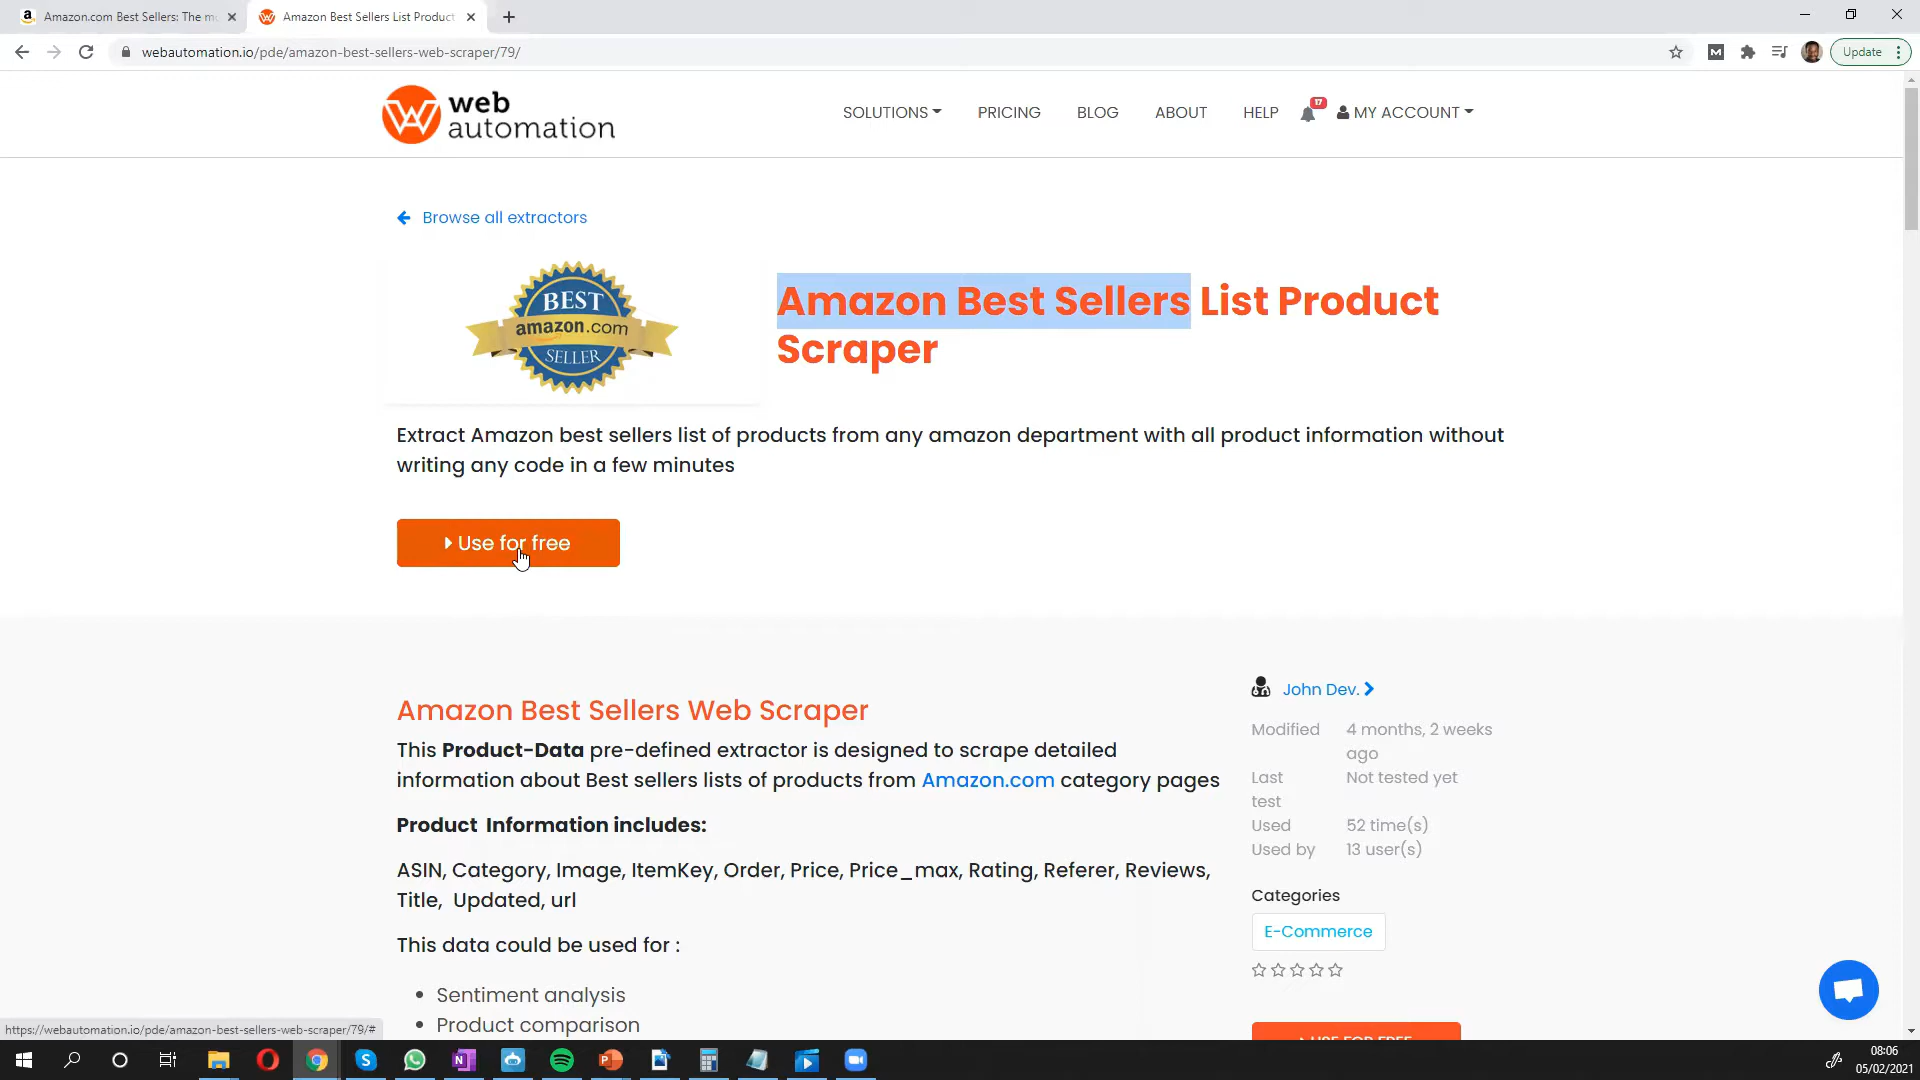 Amazon.com Best Sellers: The mo
Amazon Best Sellers List Product
webautomation.io/pde/amazon-best-sellers-web-scraper/79/
Update
web
automation
SOLUTIONS
PRICING
BLOG
ABOUT
HELP
17
MY ACCOUNT
Browse all extractors
BEST
amazon.com
SELLER
Amazon Best Sellers List Product
Scraper
Extract Amazon best sellers list of products from any amazon department with all product information without
writing any code in a few minutes
Use for free
Amazon Best Sellers Web Scraper
This Product-Data pre-defined extractor is designed to scrape detailed
information about Best sellers lists of products from Amazon.com category pages
Product Information includes:
ASIN, Category, Image, ItemKey, Order, Price, Price_max, Rating, Referer, Reviews,
Title, Updated, url
This data could be used for :
Sentiment analysis
Product comparison
John Dev.
Modified 4 months, 2 weeks
ago
Last Not tested yet
test
Used 52 time(s)
Used by 13 user(s)
Categories
E-Commerce
USE FOR FREE
https://webautomation.io/pde/amazon-best-sellers-web-scraper/79/#
08:06
05/02/2021